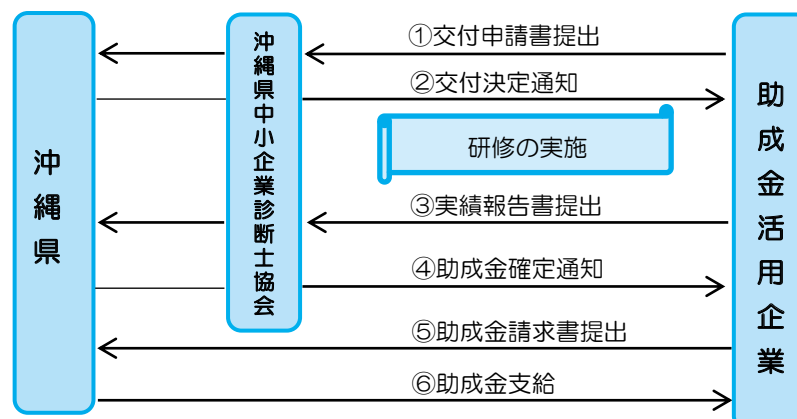 沖縄県
沖縄県中小企業診断士協会
助成金活用企業
①交付申請書提出
②交付決定通知
研修の実施
③実績報告書提出
④助成金確定通知
⑤助成金請求書提出
⑥助成金支給